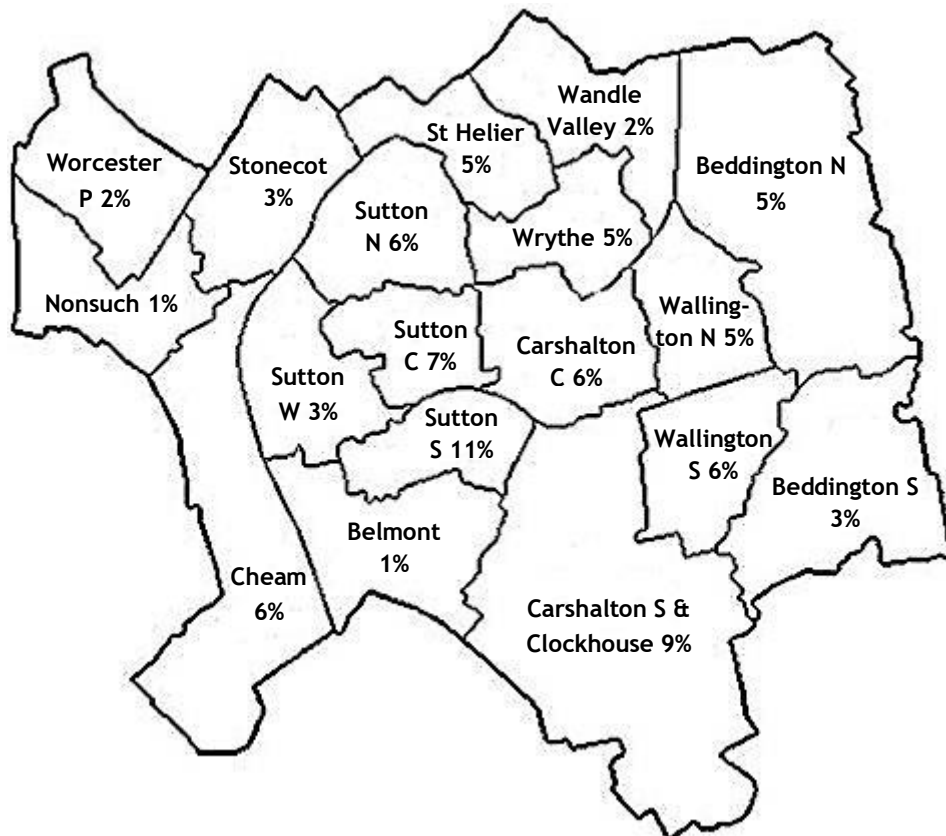 Wandle
Valley 2%
St Helier
5%
Worcester
P 2%
Stonecot
3%
Beddington N
5%
Sutton
N 6%
Wrythe 5%
Nonsuch 1%
Walling-
ton N 5%
Sutton
C 7%
Carshalton
C 6%
Sutton
W 3%
Sutton
S 11%
Wallington
S 6%
Beddington S
3%
Belmont
1%
Cheam
6%
Carshalton S &
Clockhouse 9%